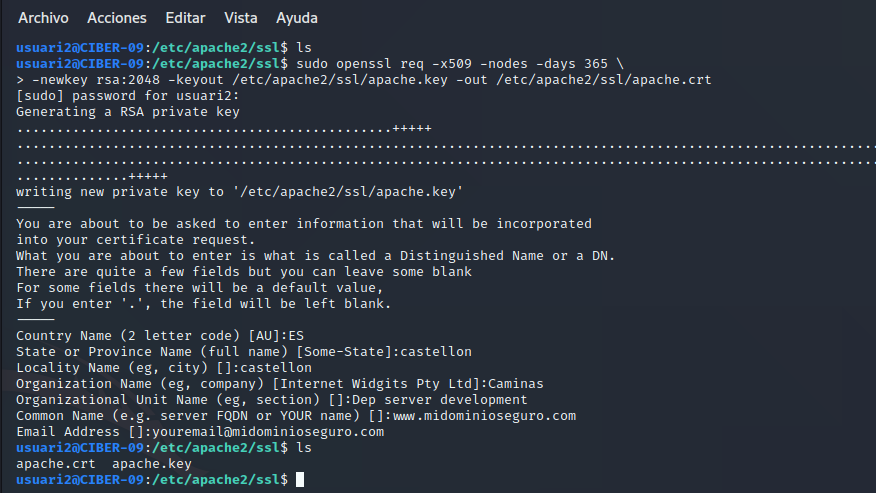 Archivo Acciones Editar Vista Ayuda
usuari2@CIBER-09:/etc/apache2/ssl$ ls
usuari2@CIBER-09:/etc/apache2/ssl$ sudo openssl req -x509 -nodes -days 365 \
> -newkey rsa:2048 -keyout /etc/apache2/ssl/apache.key -out /etc/apache2/ssl/apache.crt
[sudo] password for usuari2:
Generating a RSA private key
...............................................+++++
...........................................................................................................
...........................................................................................................
..............+++++
writing new private key to '/etc/apache2/ssl/apache.key'
-----
You are about to be asked to enter information that will be incorporated
into your certificate request.
What you are about to enter is what is called a Distinguished Name or a DN.
There are quite a few fields but you can leave some blank
For some fields there will be a default value,
If you enter '.', the field will be left blank.
-----
Country Name (2 letter code) [AU]:ES
State or Province Name (full name) [Some-State]:castellon
Locality Name (eg, city) []:castellon
Organization Name (eg, company) [Internet Widgits Pty Ltd]:Caminas
Organizational Unit Name (eg, section) []:Dep server development
Common Name (e.g. server FQDN or YOUR name) []:www.midominioseguro.com
Email Address []:youremail@midominioseguro.com
usuari2@CIBER-09:/etc/apache2/ssl$ ls
apache.crt apache.key
usuari2@CIBER-09:/etc/apache2/ssl$